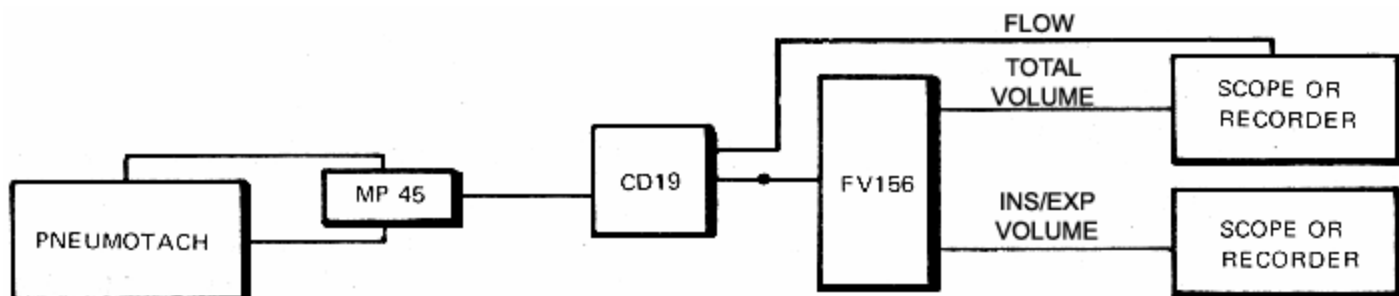 FLOW
TOTAL
VOLUME
SCOPE OR
RECORDER
MP 45
CD19
FV156
PNEUMOTACH
INS/EXP
VOLUME
SCOPE OR
RECORDER